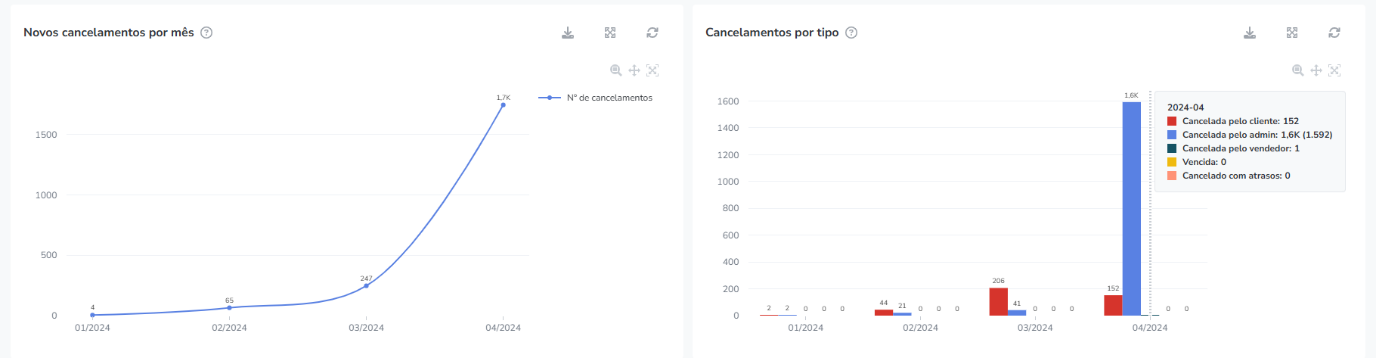 Novos cancelamentos por mês
1.7K
N° de cancelamentos
1500
1000
500
247
65
4
0
01/2024
02/2024
03/2024
04/2024
Cancelamentos por tipo
1600
1400
1200
1000
800
600
400
200
0
2 2 0 0 0
44 21 0 0 0
206 41 0 0 0
152 1.6K 0 0
01/2024
02/2024
03/2024
04/2024
2024-04
Cancelada pelo cliente: 152
Cancelada pelo admin: 1,6K (1.592)
Cancelada pelo vendedor: 1
Vencida: 0
Cancelado com atrasos: 0